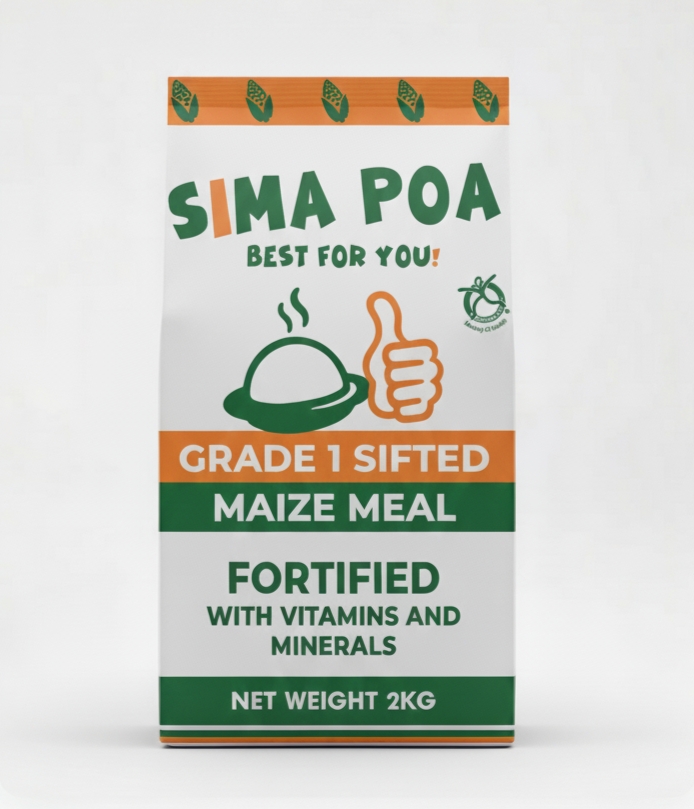 SIMA POA
BEST FOR YOU!
GRADE 1 SIFTED
MAIZE MEAL
FORTIFIED
WITH VITAMINS AND
MINERALS
NET WEIGHT 2KG